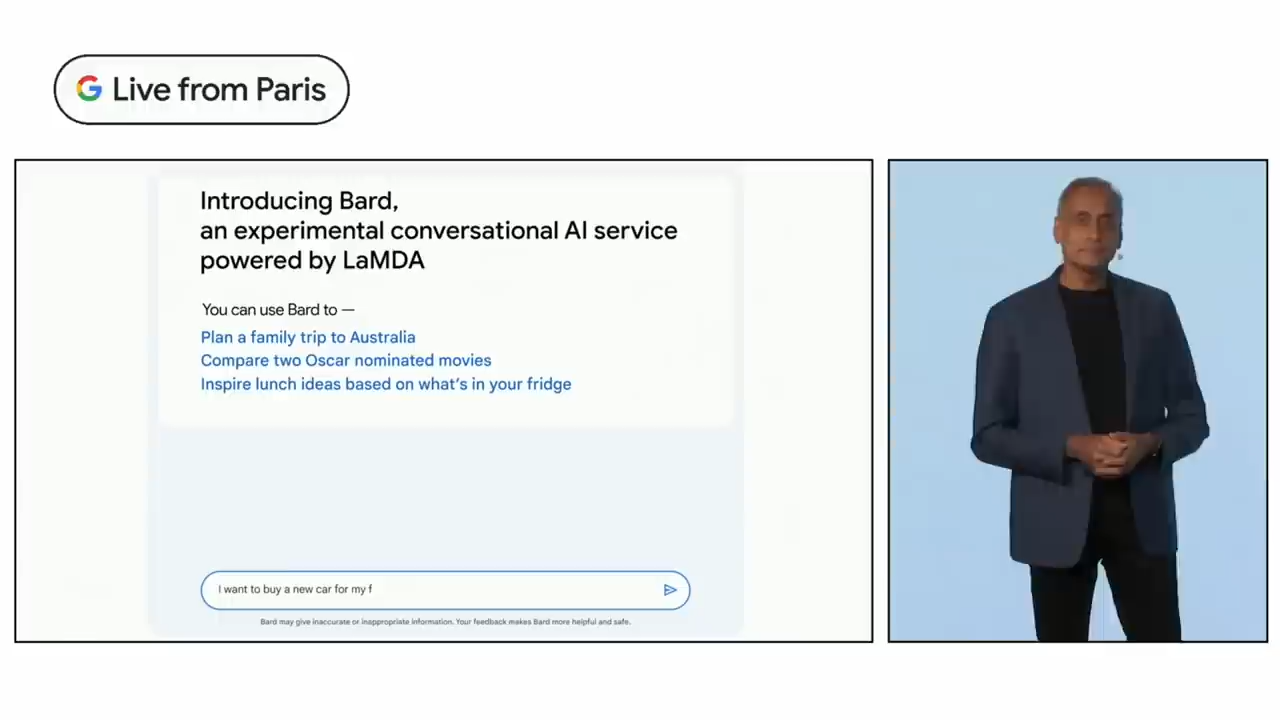 Live from Paris
Introducing Bard,
an experimental conversational AI service
powered by LaMDA
You can use Bard to —
Plan a family trip to Australia
Compare two Oscar nominated movies
Inspire lunch ideas based on what's in your fridge
I want to buy a new car for my f
Bard may give inaccurate or inappropriate information. Your feedback makes Bard more helpful and safe.